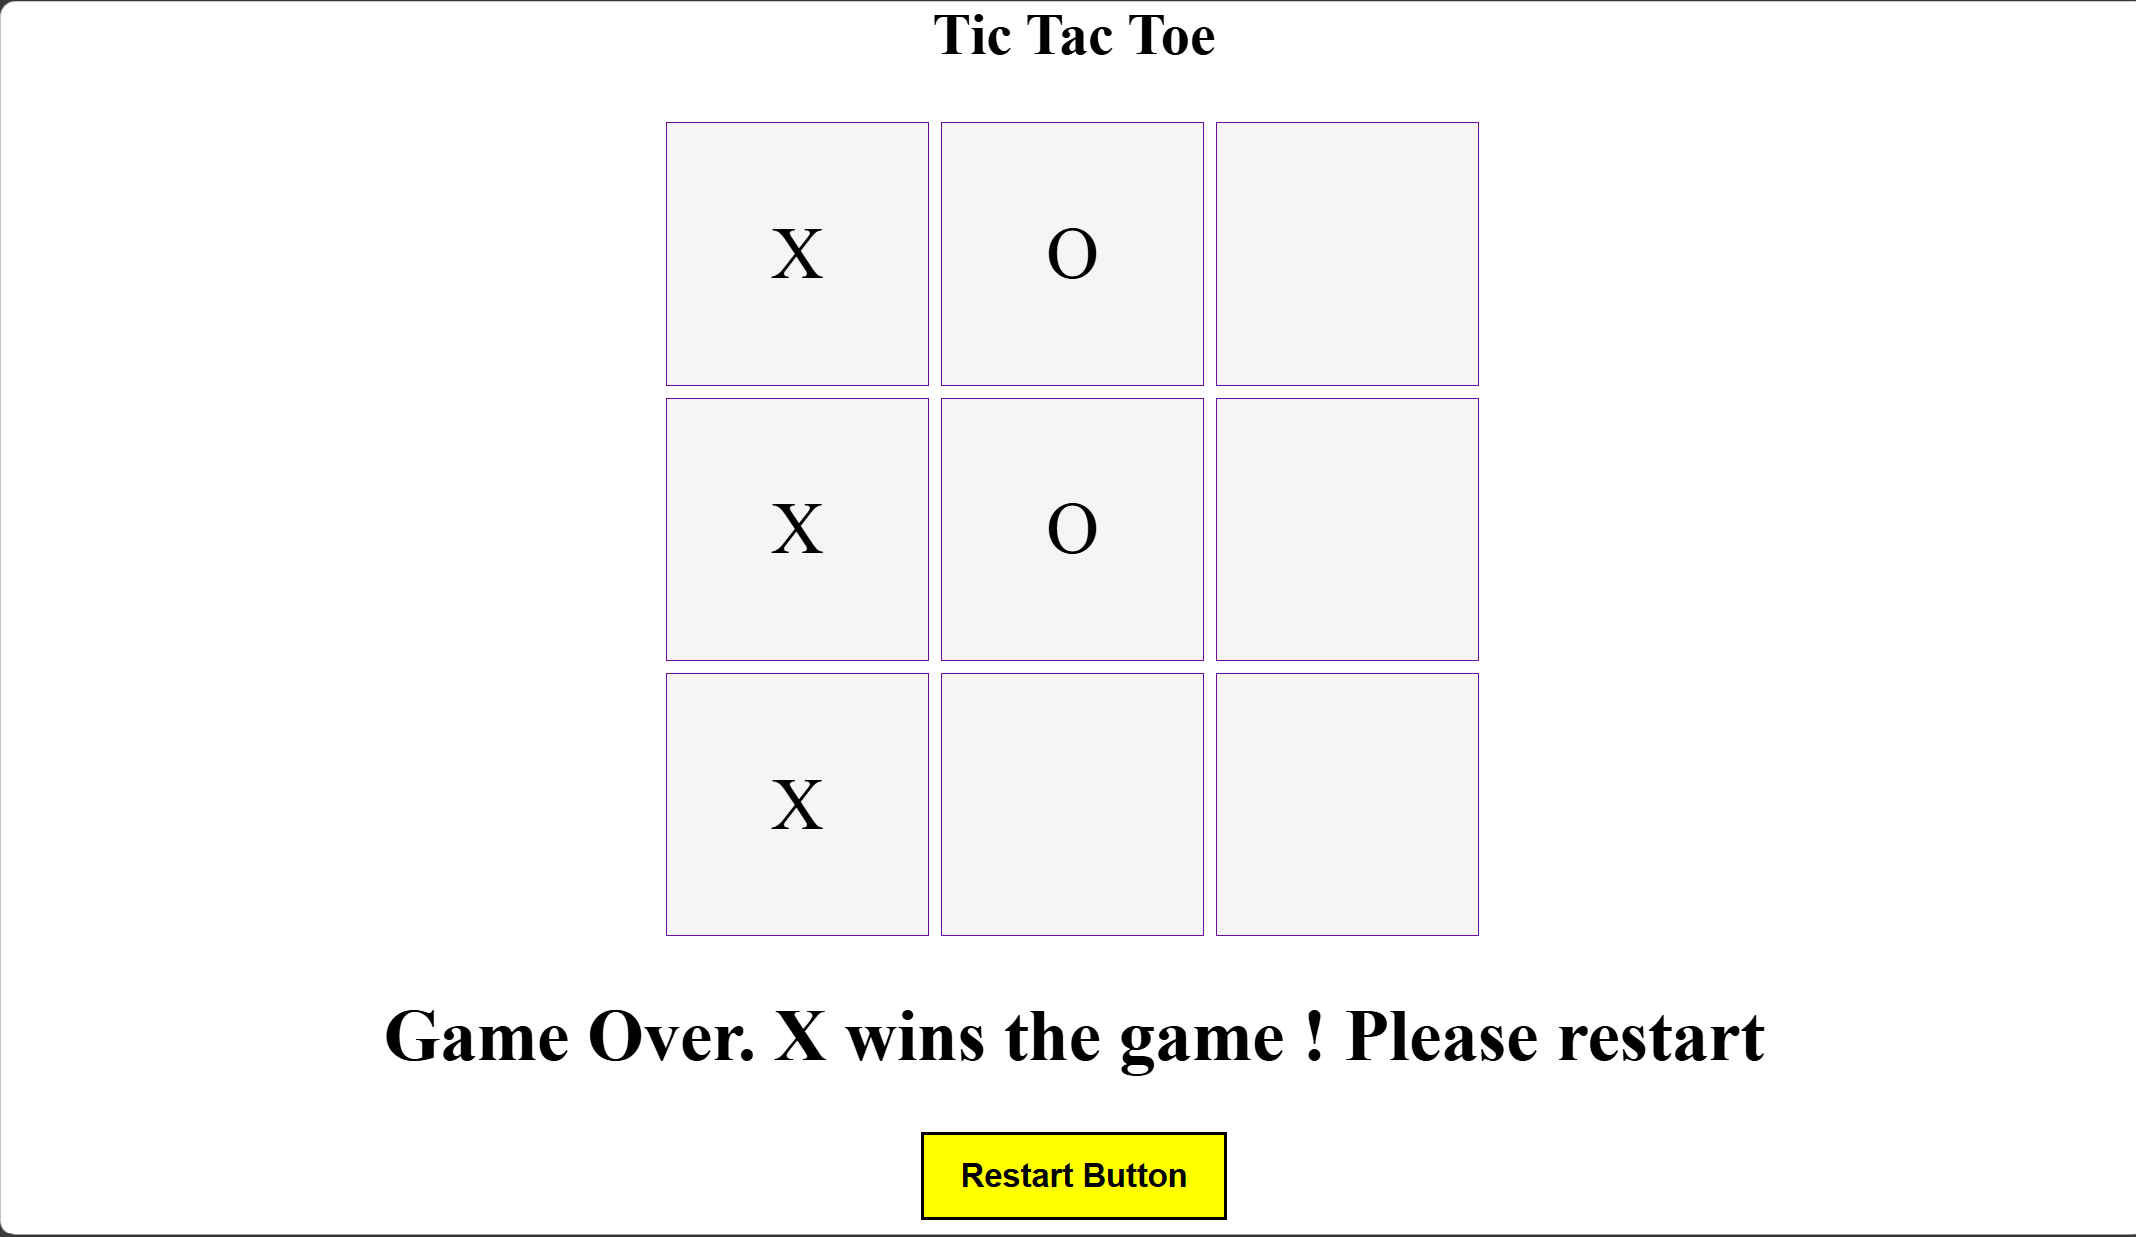 Tic Tac Toe
X O
X O
X
Game Over. X wins the game ! Please restart
Restart Button